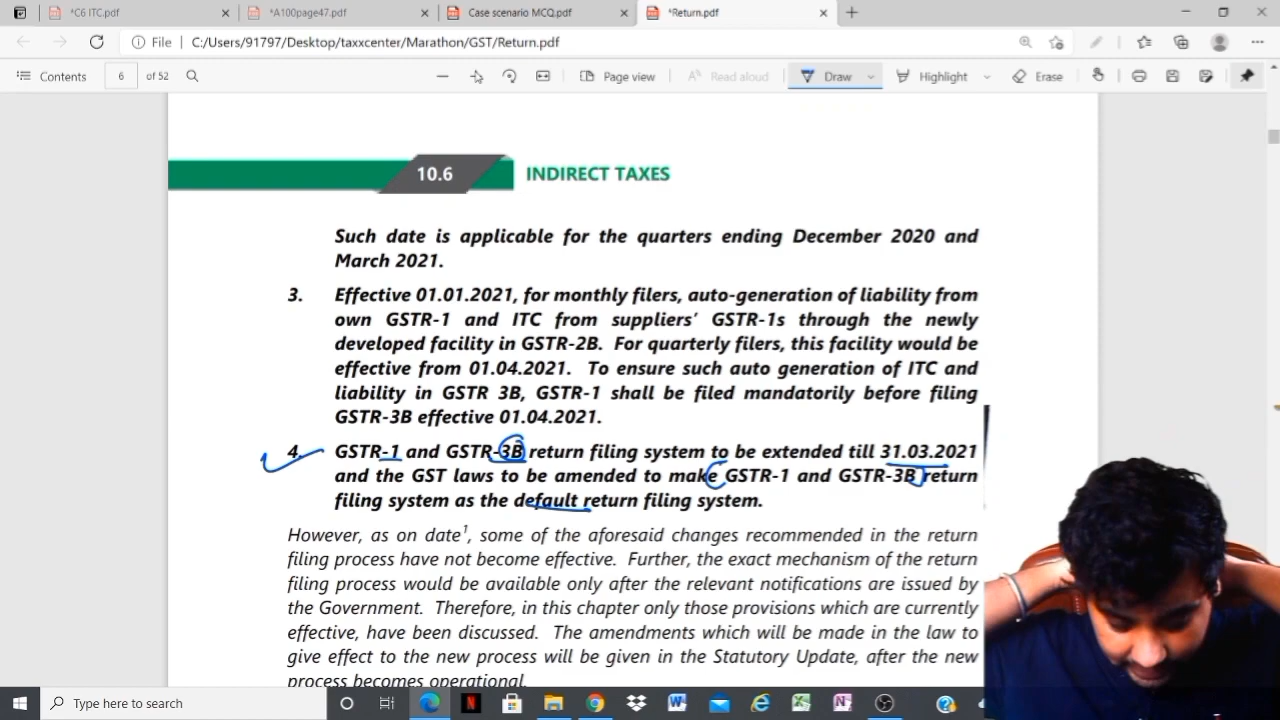 *C6 ITC.pdf
*A100page47.pdf
Case scenario MCQ.pdf
*Return.pdf
File | C:/Users/91797/Desktop/taxxcenter/Marathon/GST/Return.pdf
Contents 6 of 52 Page view Read aloud Draw Highlight Erase
10.6 INDIRECT TAXES
Such date is applicable for the quarters ending December 2020 and
March 2021.
3. Effective 01.01.2021, for monthly filers, auto-generation of liability from
own GSTR-1 and ITC from suppliers' GSTR-1s through the newly
developed facility in GSTR-2B. For quarterly filers, this facility would be
effective from 01.04.2021. To ensure such auto generation of ITC and
liability in GSTR 3B, GSTR-1 shall be filed mandatorily before filing
GSTR-3B effective 01.04.2021.
4. GSTR-1 and GSTR-3B return filing system to be extended till 31.03.2021
and the GST laws to be amended to make GSTR-1 and GSTR-3B return
filing system as the default return filing system.
However, as on date1, some of the aforesaid changes recommended in the return
filing process have not become effective. Further, the exact mechanism of the return
filing process would be available only after the relevant notifications are issued by
the Government. Therefore, in this chapter only those provisions which are currently
effective, have been discussed. The amendments which will be made in the law to
give effect to the new process will be given in the Statutory Update, after the new
process becomes operational.
Type here to search